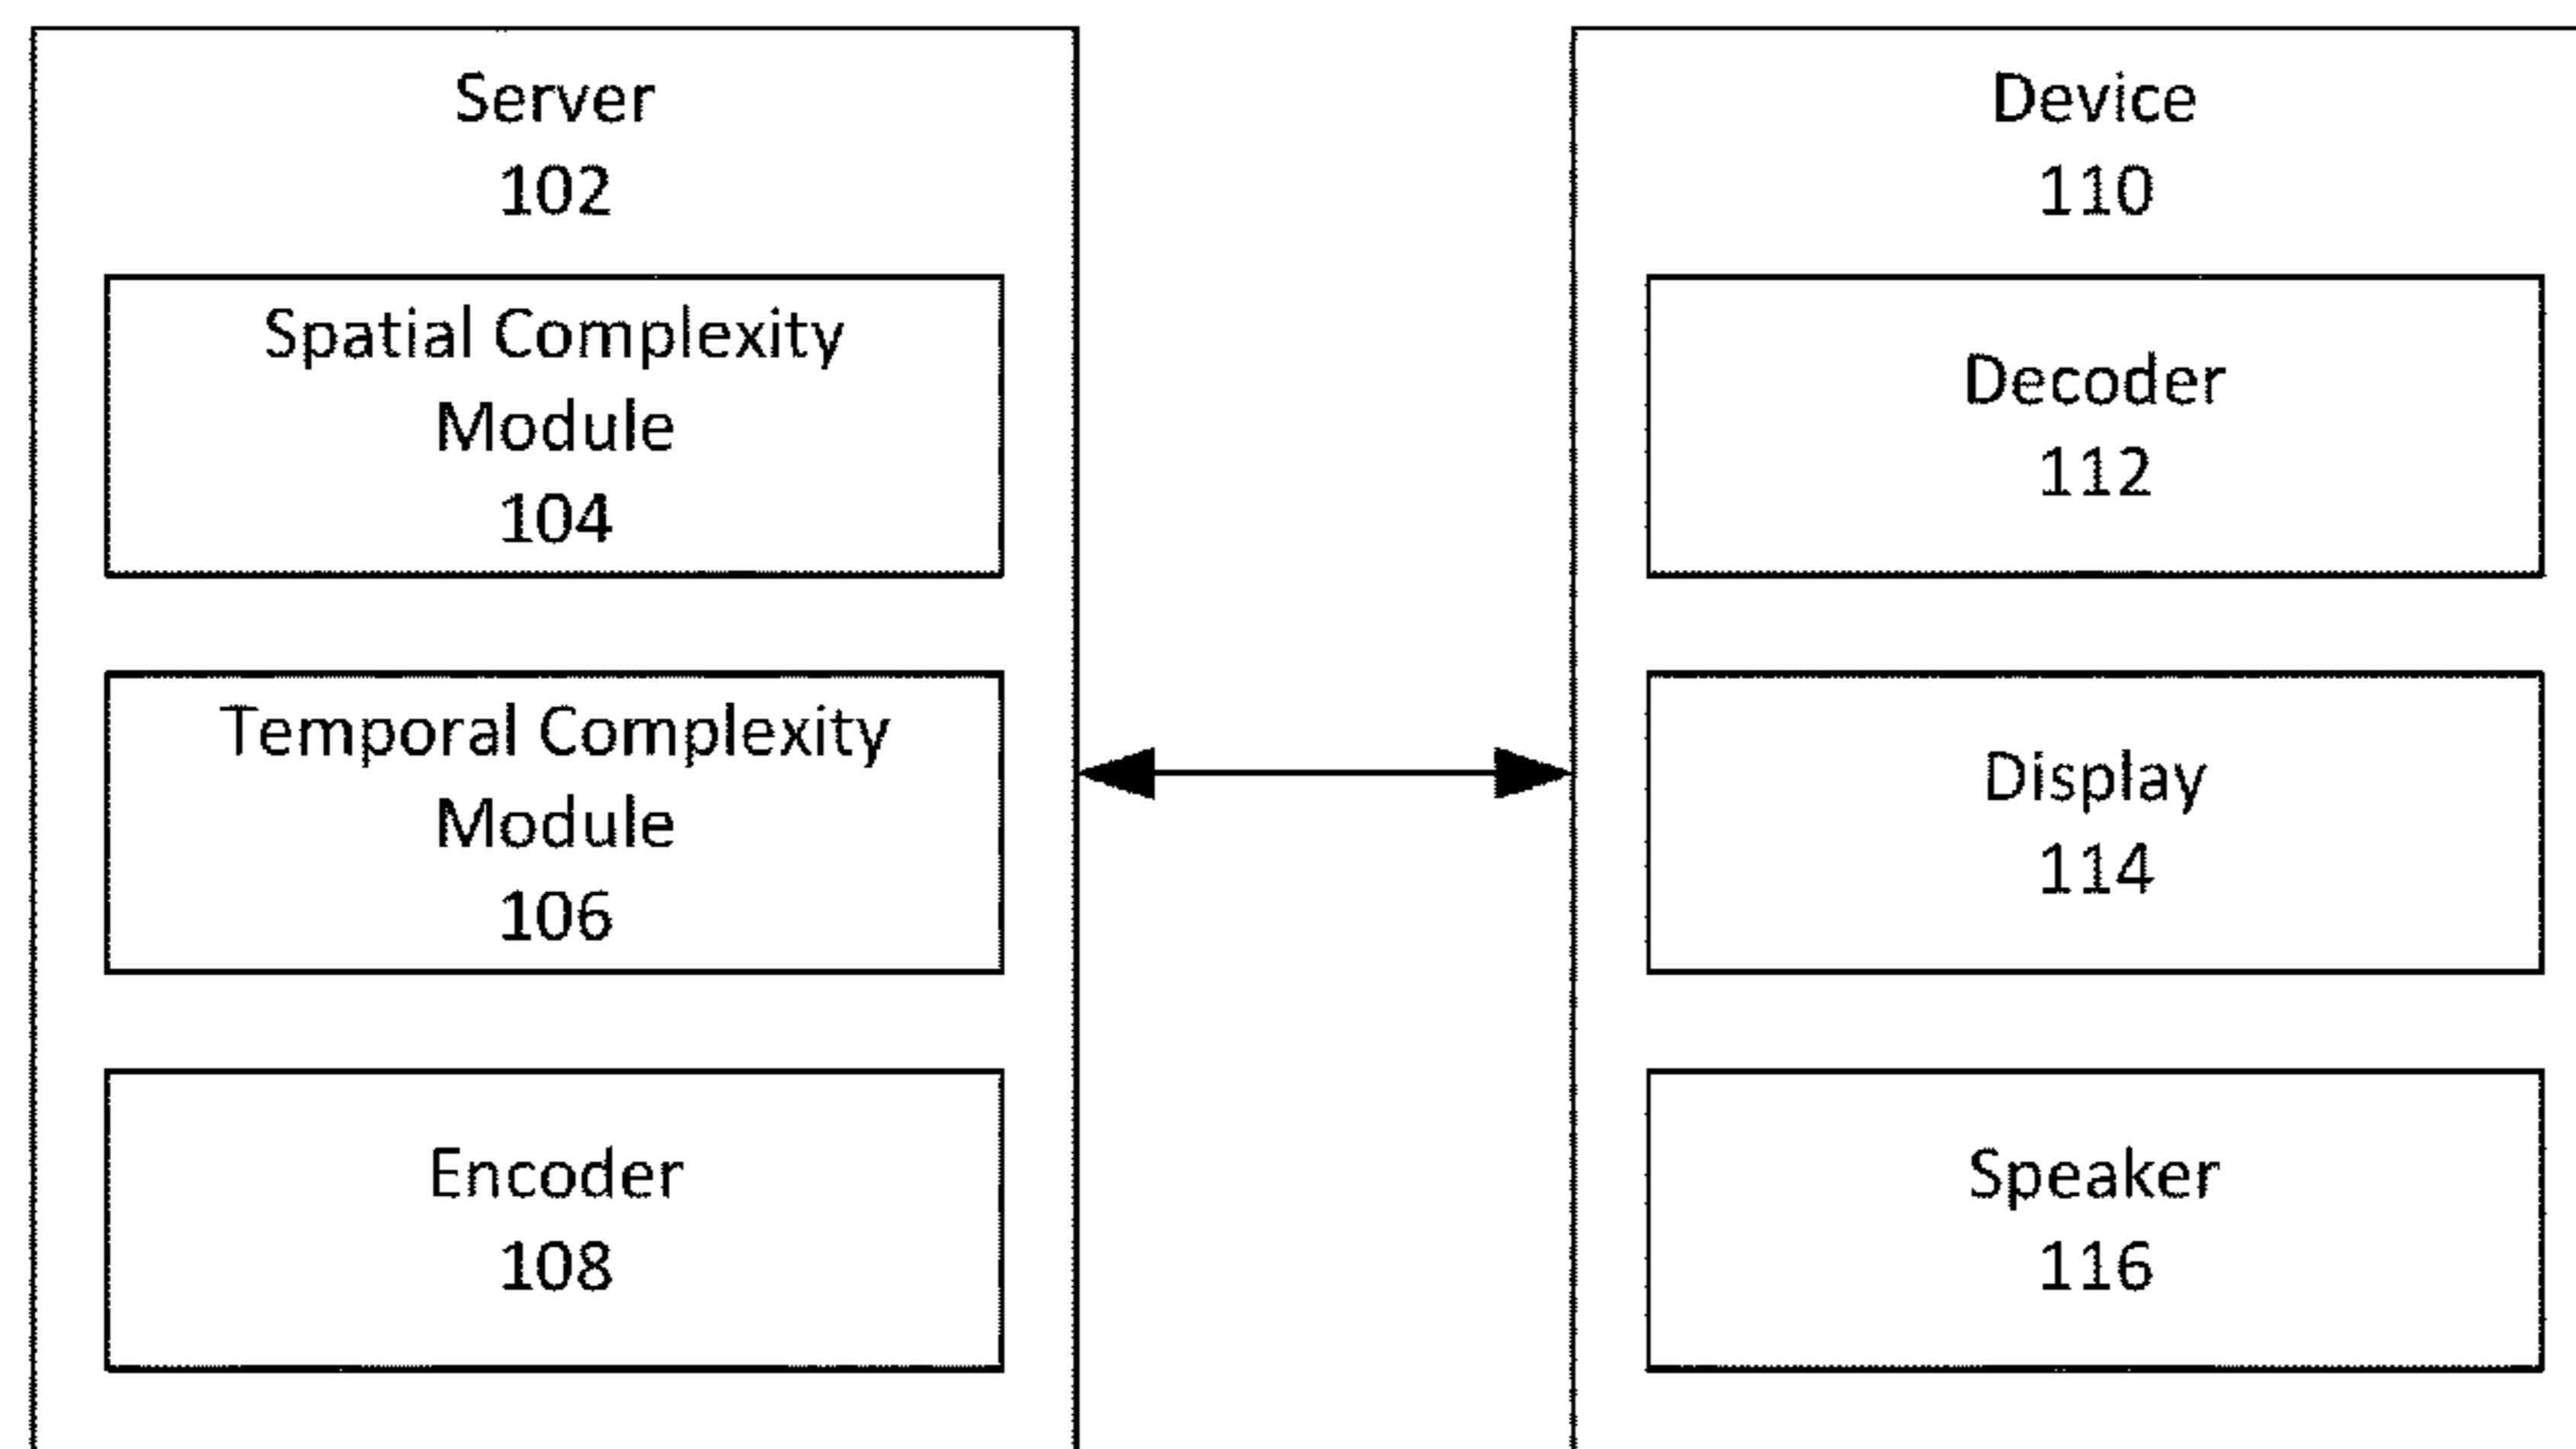 Server
102
Spatial Complexity
Module
104
Temporal Complexity
Module
106
Encoder
108
Device
110
Decoder
112
Display
114
Speaker
116